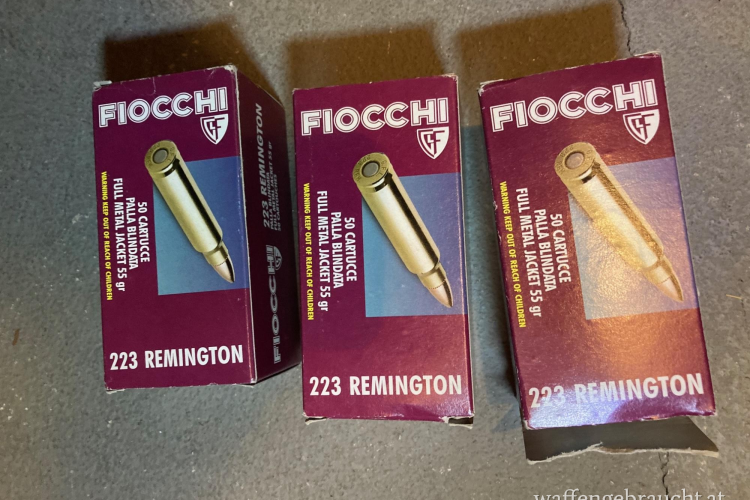 FIOCCHI
GF
50 CARTUCCE
PALLA BLINDATA
FULL METAL JACKET 55 gr
WARNING KEEP OUT OF REACH OF CHILDREN
223 REMINGTON
223 REMINGTON
FIOCCHI
FIOCCHI
GF
50 CARTUCCE
PALLA BLINDATA
FULL METAL JACKET 55 gr
WARNING KEEP OUT OF REACH OF CHILDREN
223 REMINGTON
FIOCCHI
GF
50 CARTUCCE
PALLA BLINDATA
FULL METAL JACKET 55 gr
WARNING KEEP OUT OF REACH OF CHILDREN
223 REMINGTON
waffengebraucht.at